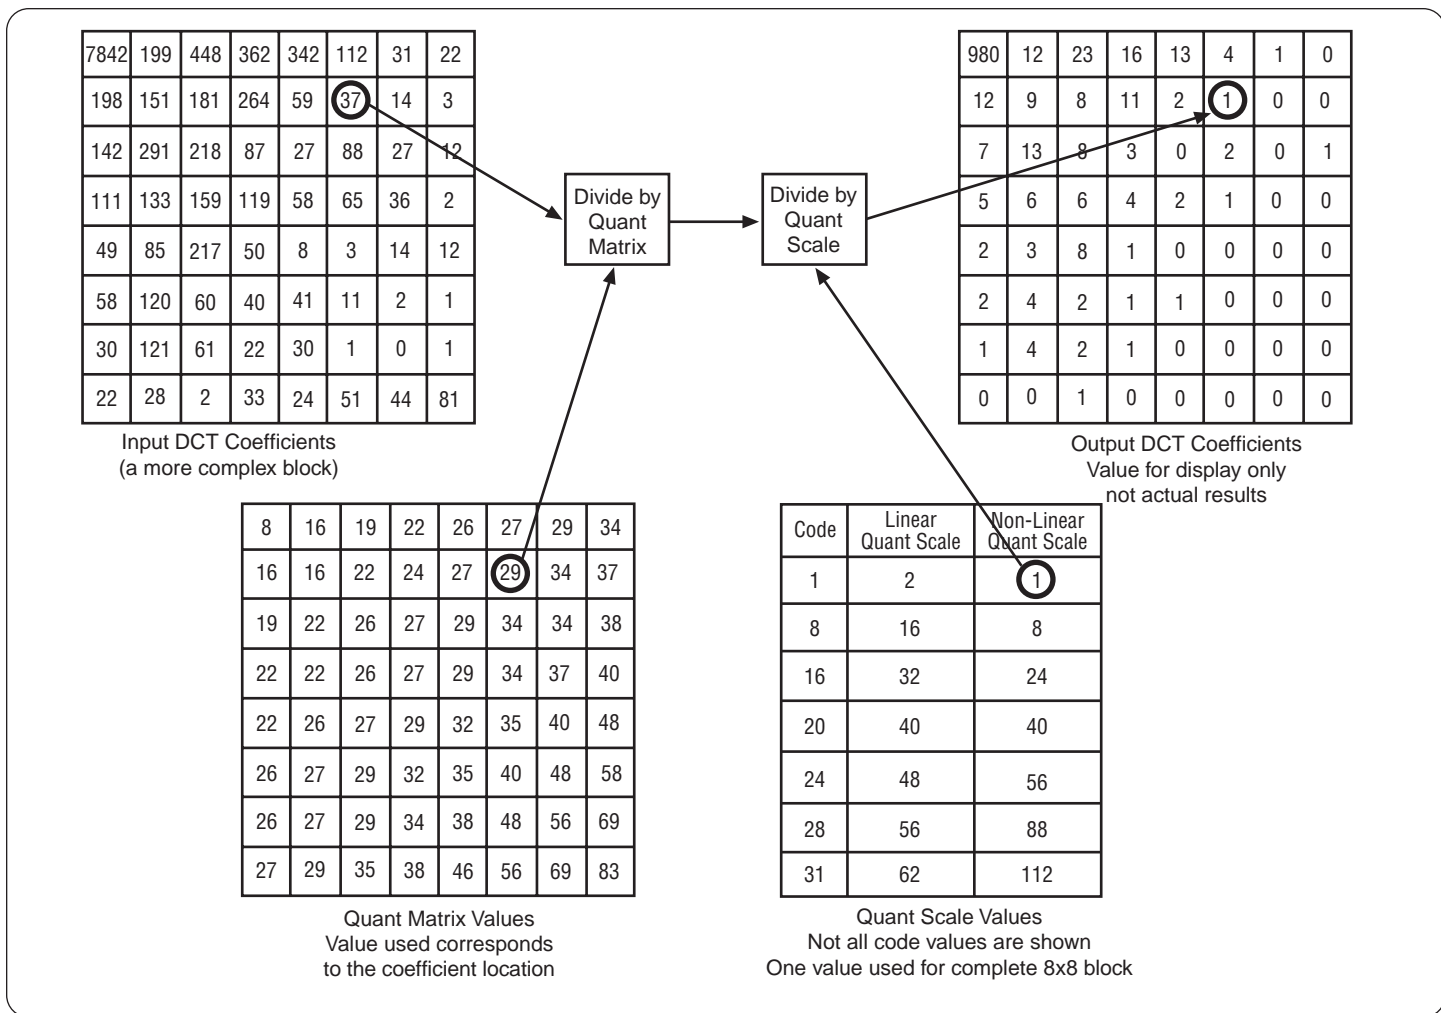 7842 199 448 362 342 112 31 22
198 151 181 264 59 37 14 3
142 291 218 87 27 88 27 12
111 133 159 119 58 65 36 2
49 85 217 50 8 3 14 12
58 120 60 40 41 11 2 1
30 121 61 22 30 1 0 1
22 28 2 33 24 51 44 81
Input DCT Coefficients
(a more complex block)
Divide by
Quant
Matrix
Divide by
Quant
Scale
980 12 23 16 13 4 1 0
12 9 8 11 2 1 0 0
7 13 8 3 0 2 0 1
5 6 6 4 2 1 0 0
2 3 8 1 0 0 0 0
2 4 2 1 1 0 0 0
1 4 2 1 0 0 0 0
0 0 1 0 0 0 0 0
Output DCT Coefficients
Value for display only
not actual results
8 16 19 22 26 27 29 34
16 16 22 24 27 29 34 37
19 22 26 27 29 34 34 38
22 22 26 27 29 34 37 40
22 26 27 29 32 35 40 48
26 27 29 32 35 40 48 58
26 27 29 34 38 48 56 69
27 29 35 38 46 56 69 83
Quant Matrix Values
Value used corresponds
to the coefficient location
Code Linear Quant Scale Non-Linear Quant Scale
1 2 1
8 16 8
16 32 24
20 40 40
24 48 56
28 56 88
31 62 112
Quant Scale Values
Not all code values are shown
One value used for complete 8x8 block